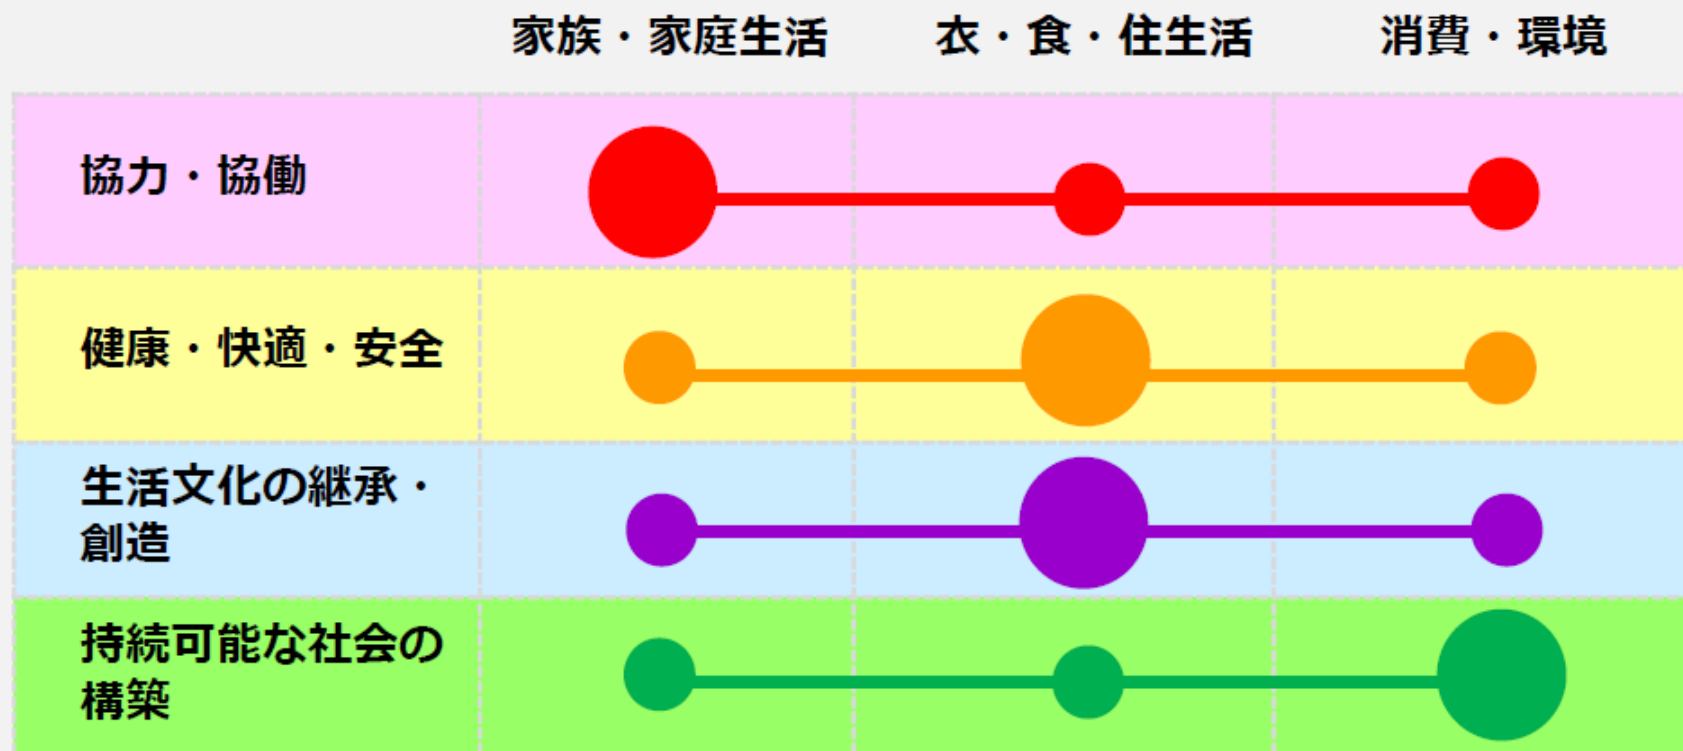 家族・家庭生活
衣・食・住生活
消費・環境
協力・協働
健康・快適・安全
生活文化の継承・
創造
持続可能な社会の
構築